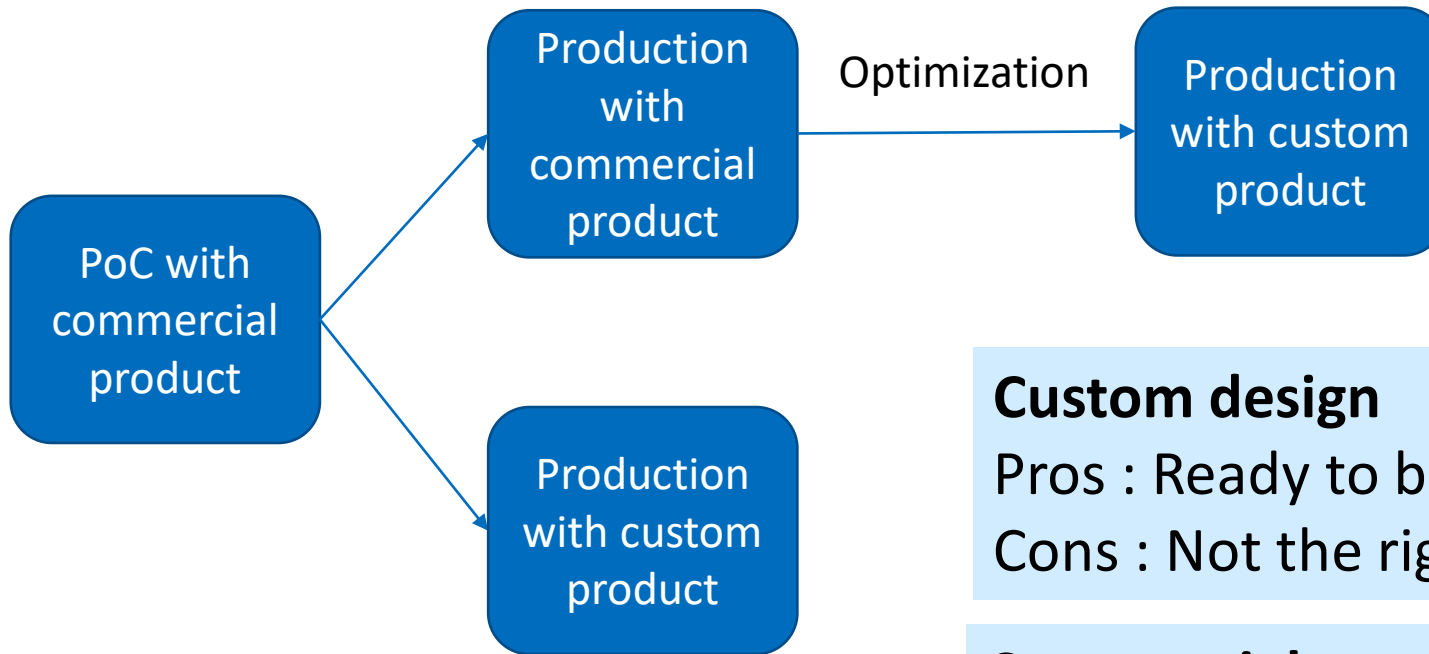 PoC with
commercial
product
Production
with
commercial
product
Optimization
Production
with custom
product
Production
with custom
product
Custom design
Pros : Ready to
Cons : Not the